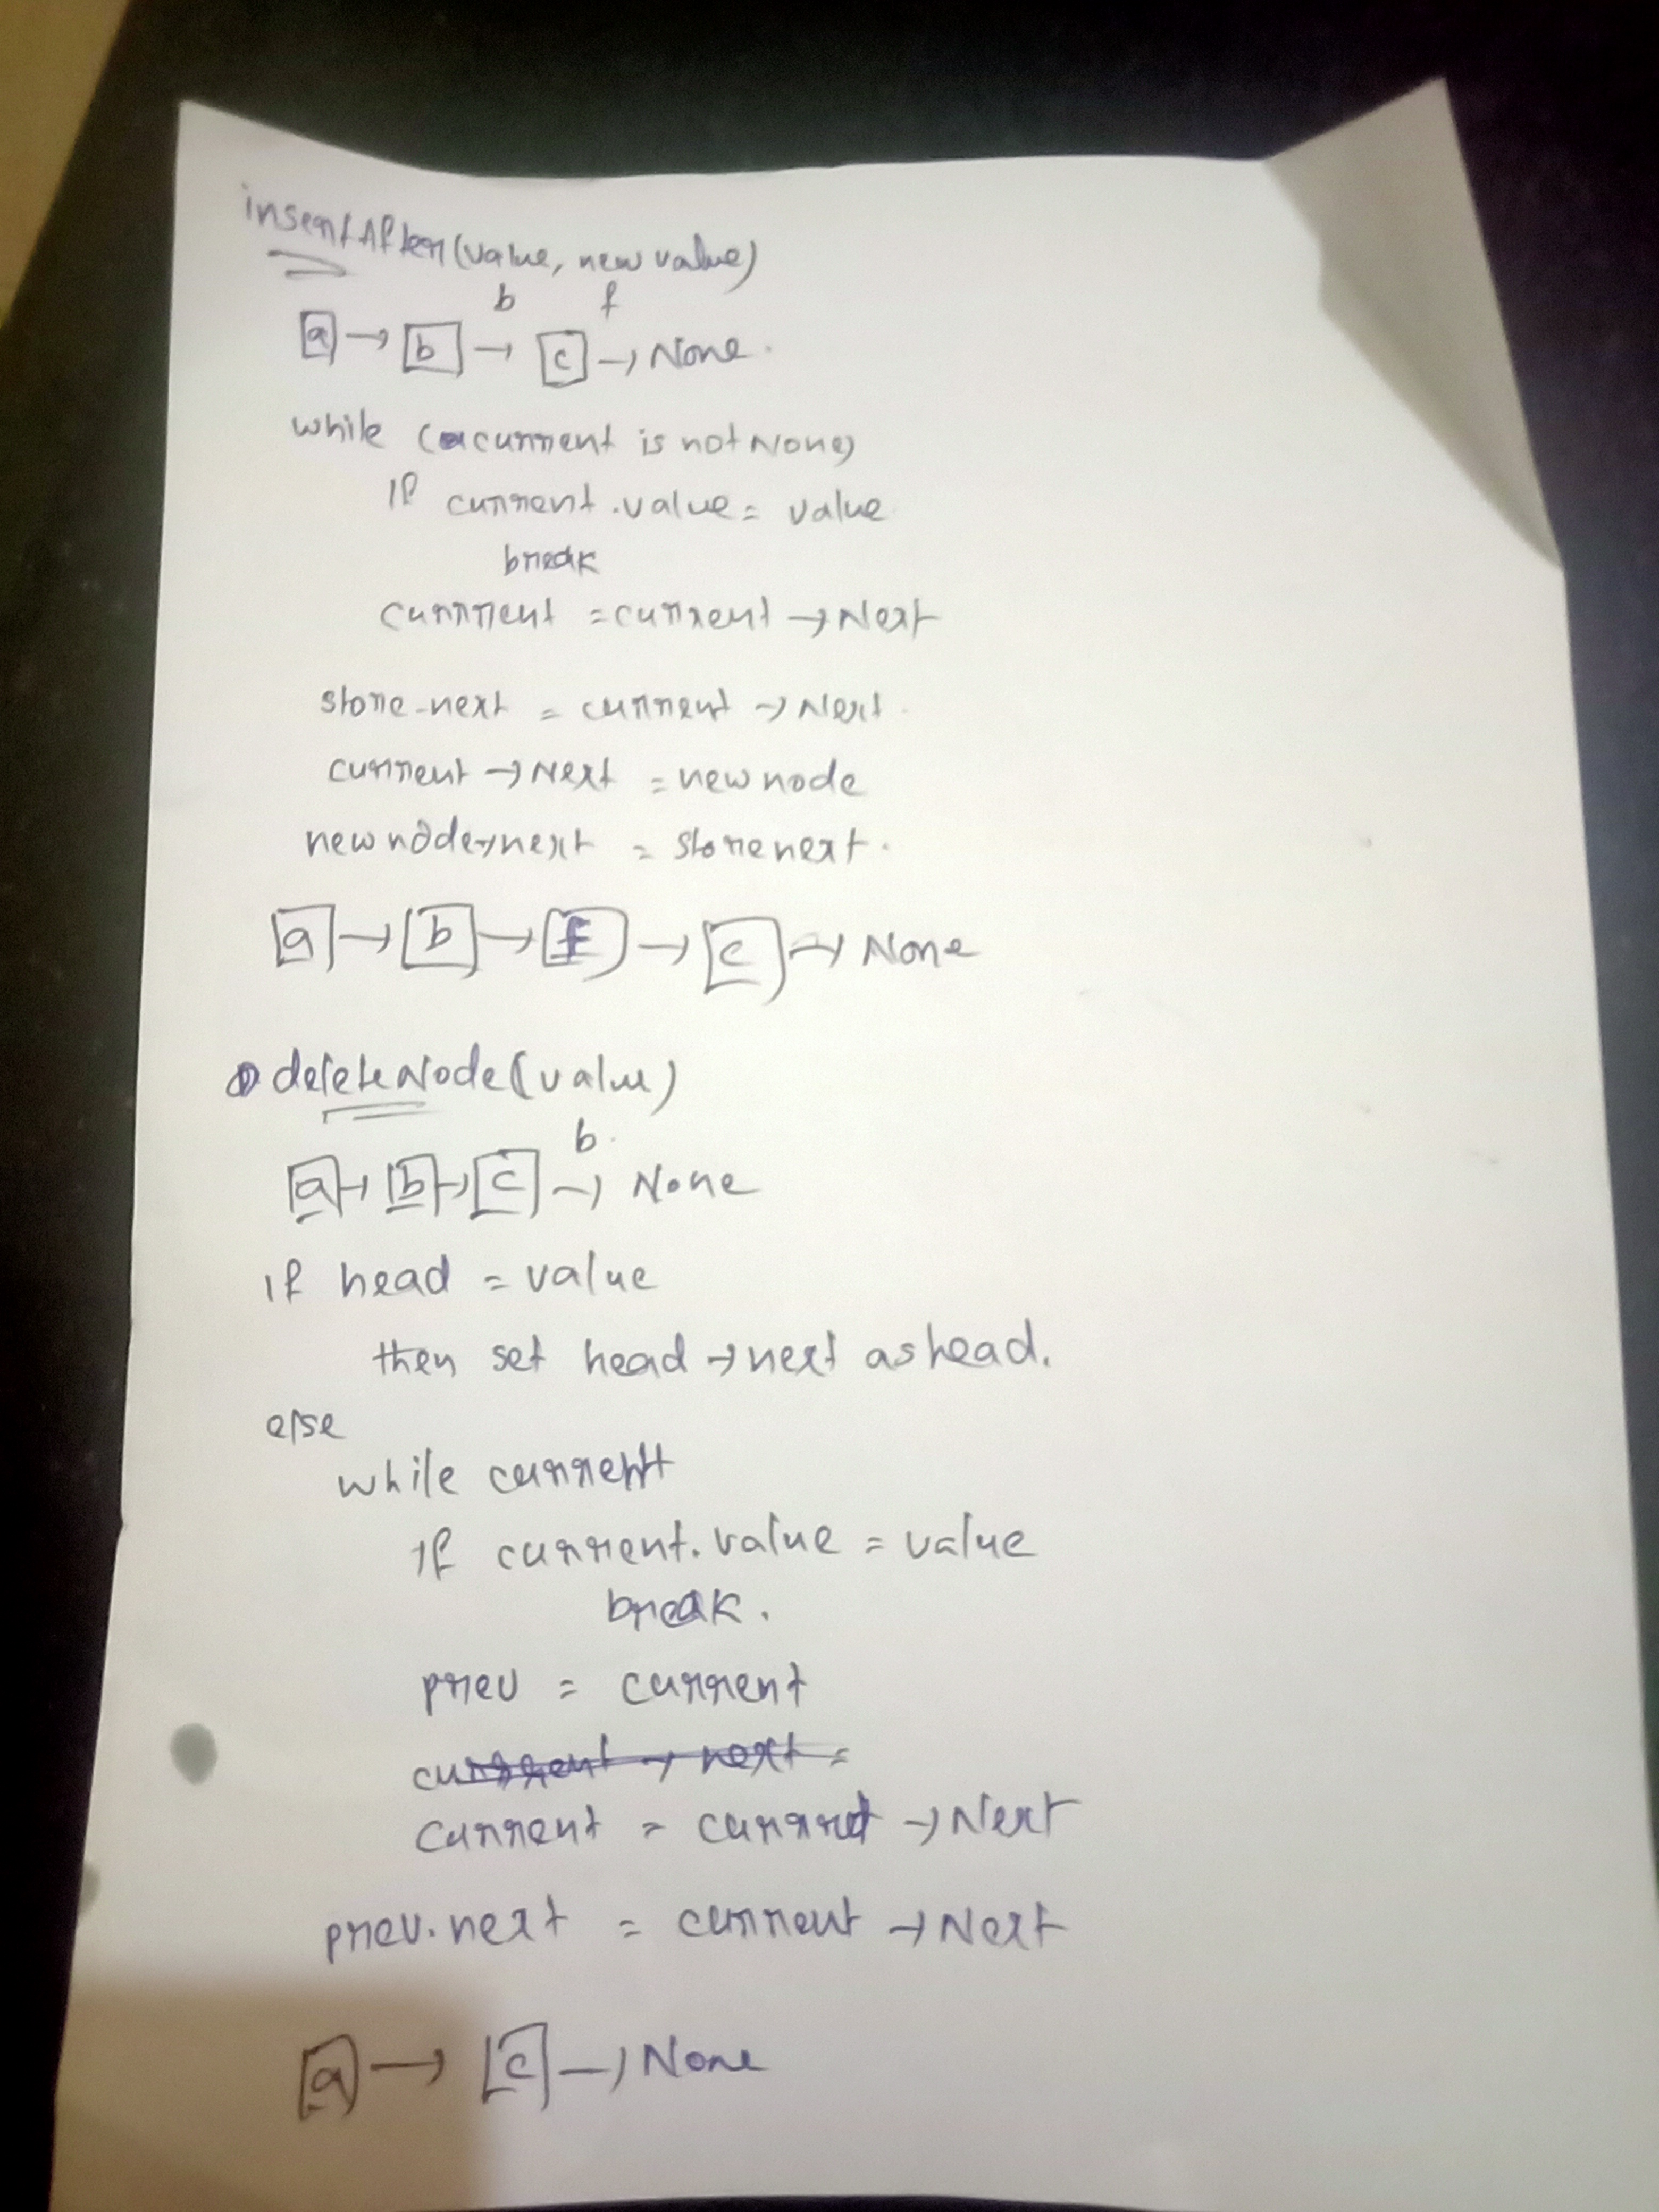 insertAfter(value, new value)
b f
a → b → c → None.
while (current is not None)
If current.value = value
break
current = current → Next
store-next = current → Next.
current → Next = new node
new node→next = storenext.
a → b → f → c → None
deleteNode(value)
b.
a → b → c → None
if head = value
then set head → next as head.
else
while current
If current.value = value
break.
prev = current
current → next =
current = current → Next
prev.next = current → Next
a → c → None